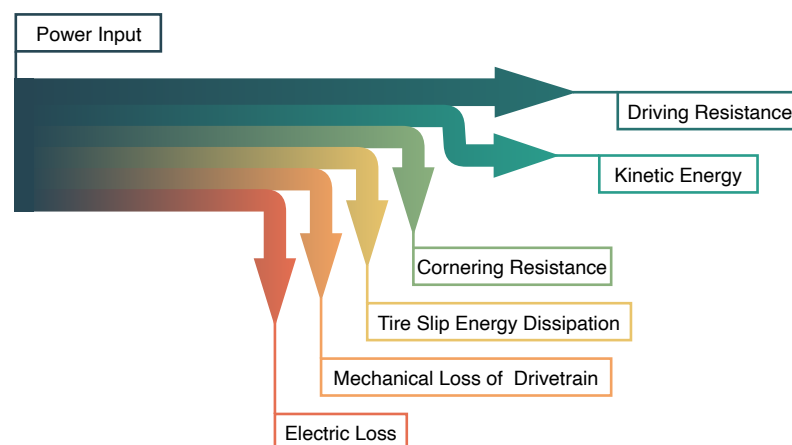 Power Input
Driving Resistance
Kinetic Energy
Cornering Resistance
Tire Slip Energy Dissipation
Mechanical Loss of  Drivetrain
Electric Loss